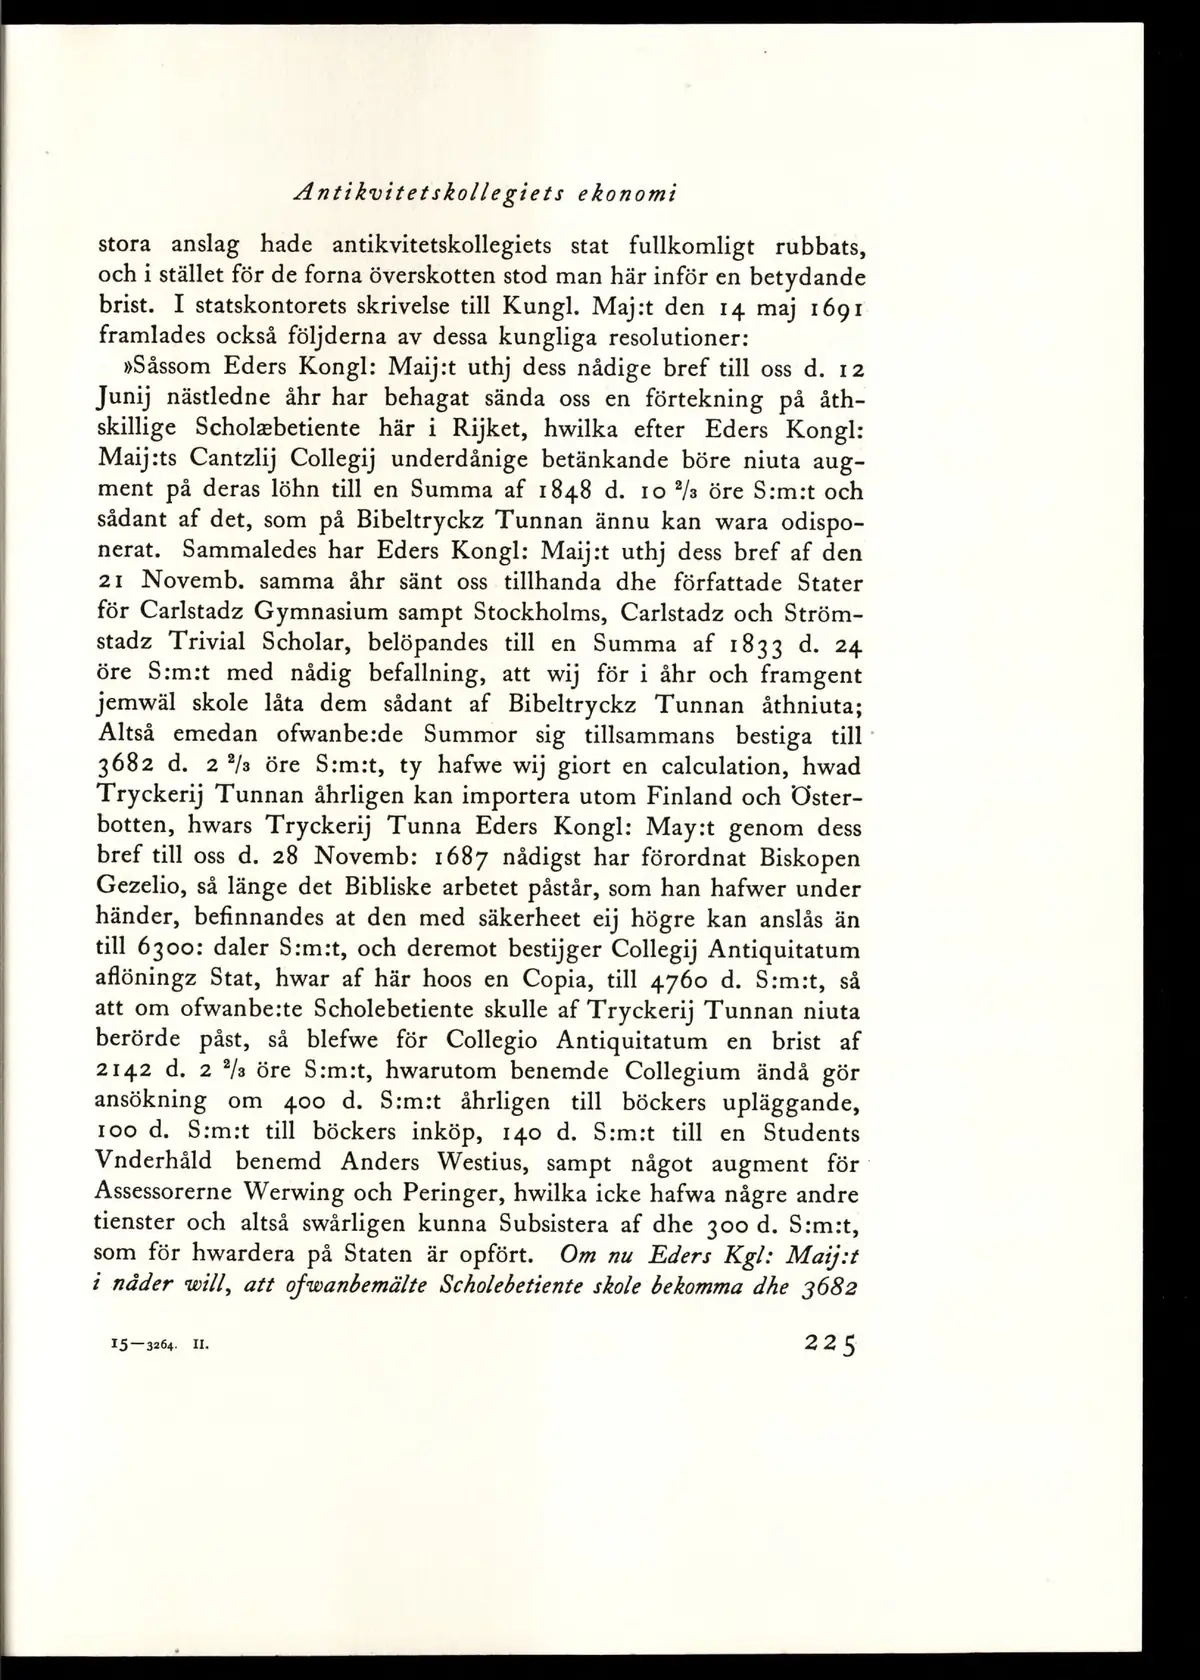 Antikvitetskollegiets ekonomi
stora anslag hade antikvitetskollegiets stat fullkomligt rubbats,
och i stället för de forna överskotten stod man här inför en betydande
brist. I statskontorets skrivelse till Kungl. Maj:t den 14 maj 1691
framlades också följderna av dessa kungliga resolutioner:
»Såssom Eders Kongl: Maij:t uthj dess nådige bref till oss d. 12
Junij nästledne åhr har behagat sända oss en förtekning på åth-
skillige Scholæbetiente här i Rijket, hwilka efter Eders Kongl:
Maij:ts Cantzlij Collegij underdånige betänkande böre niuta aug-
ment på deras löhn till en Summa af 1848 d. 10 2/3 öre S:m:t och
sådant af det, som på Bibeltryckz Tunnan ännu kan wara odispo-
nerat. Sammaledes har Eders Kongl: Maij:t uthj dess bref af den
21 Novemb. samma åhr sänt oss tillhanda dhe författade Stater
för Carlstadz Gymnasium sampt Stockholms, Carlstadz och Ström-
stadz Trivial Scholar, belöpandes till en Summa af 1833 d. 24
öre S:m:t med nådig befallning, att wij för i åhr och framgent
jemwäl skole låta dem sådant af Bibeltryckz Tunnan åthniuta;
Altså emedan ofwanbe:de Summor sig tillsammans bestiga till
3682 d. 2 2/3 öre S:m:t, ty hafwe wij giort en calculation, hwad
Tryckerij Tunnan åhrligen kan importera utom Finland och Öster-
botten, hwars Tryckerij Tunna Eders Kongl: May:t genom dess
bref till oss d. 28 Novemb: 1687 nådigst har förordnat Biskopen
Gezelio, så länge det Bibliske arbetet påstår, som han hafwer under
händer, befinnandes at den med säkerheet eij högre kan anslås än
till 6300: daler S:m:t, och deremot bestijger Collegij Antiquitatum
aflöningz Stat, hwar af här hoos en Copia, till 4760 d. S:m:t, så
att om ofwanbe:te Scholebetiente skulle af Tryckerij Tunnan niuta
berörde påst, så blefwe för Collegio Antiquitatum en brist af
2142 d. 2 2/3 öre S:m:t, hwarutom benemde Collegium ändå gör
ansökning om 400 d. S:m:t åhrligen till böckers upläggande,
100 d. S:m:t till böckers inköp, 140 d. S:m:t till en Students
Vnderhåld benemd Anders Westius, sampt något augment för
Assessorerne Werwing och Peringer, hwilka icke hafwa någre andre
tienster och altså swårligen kunna Subsistera af dhe 300 d. S:m:t,
som för hwardera på Staten är opfört. Om nu Eders Kgl: Maij:t
i nåder will, att ofwanbemälte Scholebetiente skole bekomma dhe 3682
15—3264. II.
225